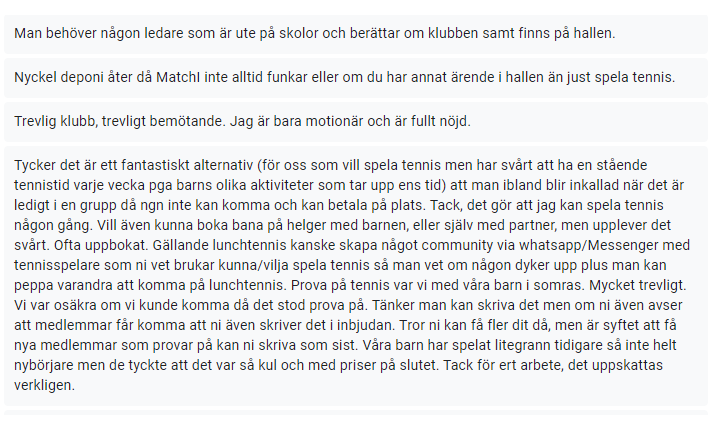 Man behöver någon ledare som är ute på skolor och berättar om klubben samt finns på hallen.
Nyckel deponi åter då MatchI inte alltid funkar eller om du har annat ärende i hallen än just spela tennis.
Trevlig klubb, trevligt bemötande. Jag är bara motionär och är fullt nöjd.
Tycker det är ett fantastiskt alternativ (för oss som vill spela tennis men har svårt att ha en stående
tennistid varje vecka pga barns olika aktiviteter som tar upp ens tid) att man ibland blir inkallad när det är
ledigt i en grupp då ngn inte kan komma och kan betala på plats. Tack, det gör att jag kan spela tennis
någon gång. Vill även kunna boka bana på helger med barnen, eller själv med partner, men upplever det
svårt. Ofta uppbokat. Gällande lunchtennis kanske skapa något community via whatsapp/Messenger med
tennisspelare som ni vet brukar kunna/vilja spela tennis så man vet om någon dyker upp plus man kan
peppa varandra att komma på lunchtennis. Prova på tennis var vi med våra barn i somras. Mycket trevligt.
Vi var osäkra om vi kunde komma då det stod prova på. Tänker man kan skriva det men om ni även avser
att medlemmar får komma att ni även skriver det i inbjudan. Tror ni kan få fler dit då, men är syftet att få
nya medlemmar som provar på kan ni skriva som sist. Våra barn har spelat litegrann tidigare så inte helt
nybörjare men de tyckte att det var så kul och med priser på slutet. Tack för ert arbete, det uppskattas
verkligen.